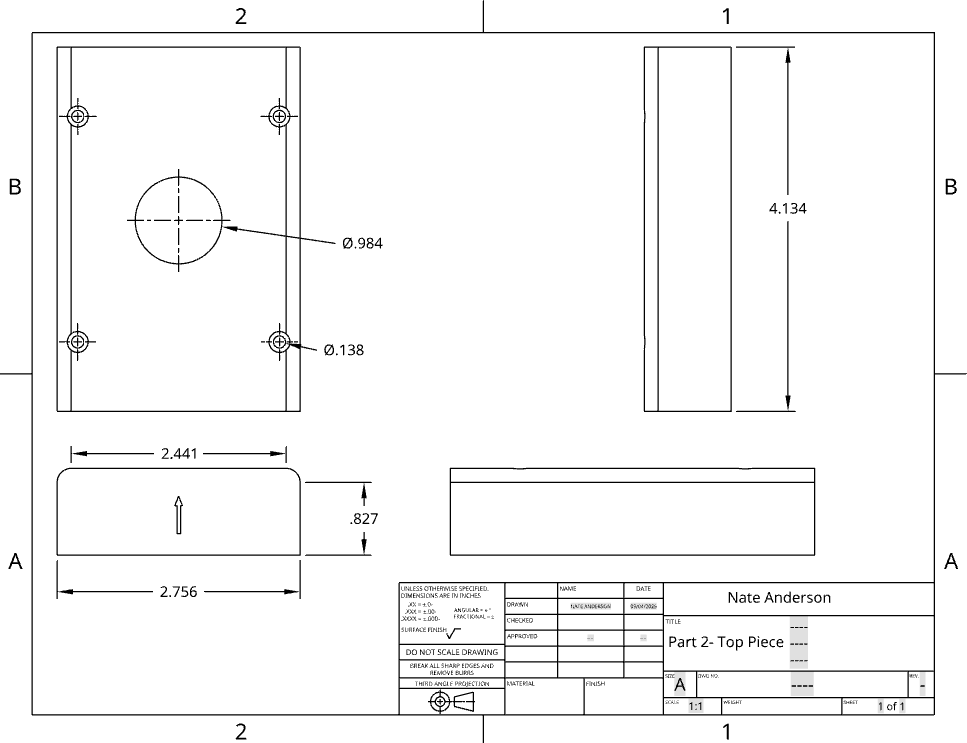 2
1
B
B
Ø.984
Ø.138
4.134
2.441
.827
2.756
A
A
UNLESS OTHERWISE SPECIFIED,
DIMENSIONS ARE IN INCHES
.XX = ±.0-
.XXX = ±.00-
.XXXX = ±.000-
ANGULAR = ± °
FRACTIONAL = ±
SURFACE FINISH
DO NOT SCALE DRAWING
BREAK ALL SHARP EDGES AND
REMOVE BURRS
THIRD ANGLE PROJECTION
NAME
DATE
DRAWN
NATE ANDERSON
CHECKED
APPROVED
MATERIAL
FINISH
Nate Anderson
TITLE
----
Part 2- Top Piece
----
----
SIZE
A
DWG NO.
----
REV.
-
SCALE
1:1
WEIGHT
SHEET
1 of 1
2
1